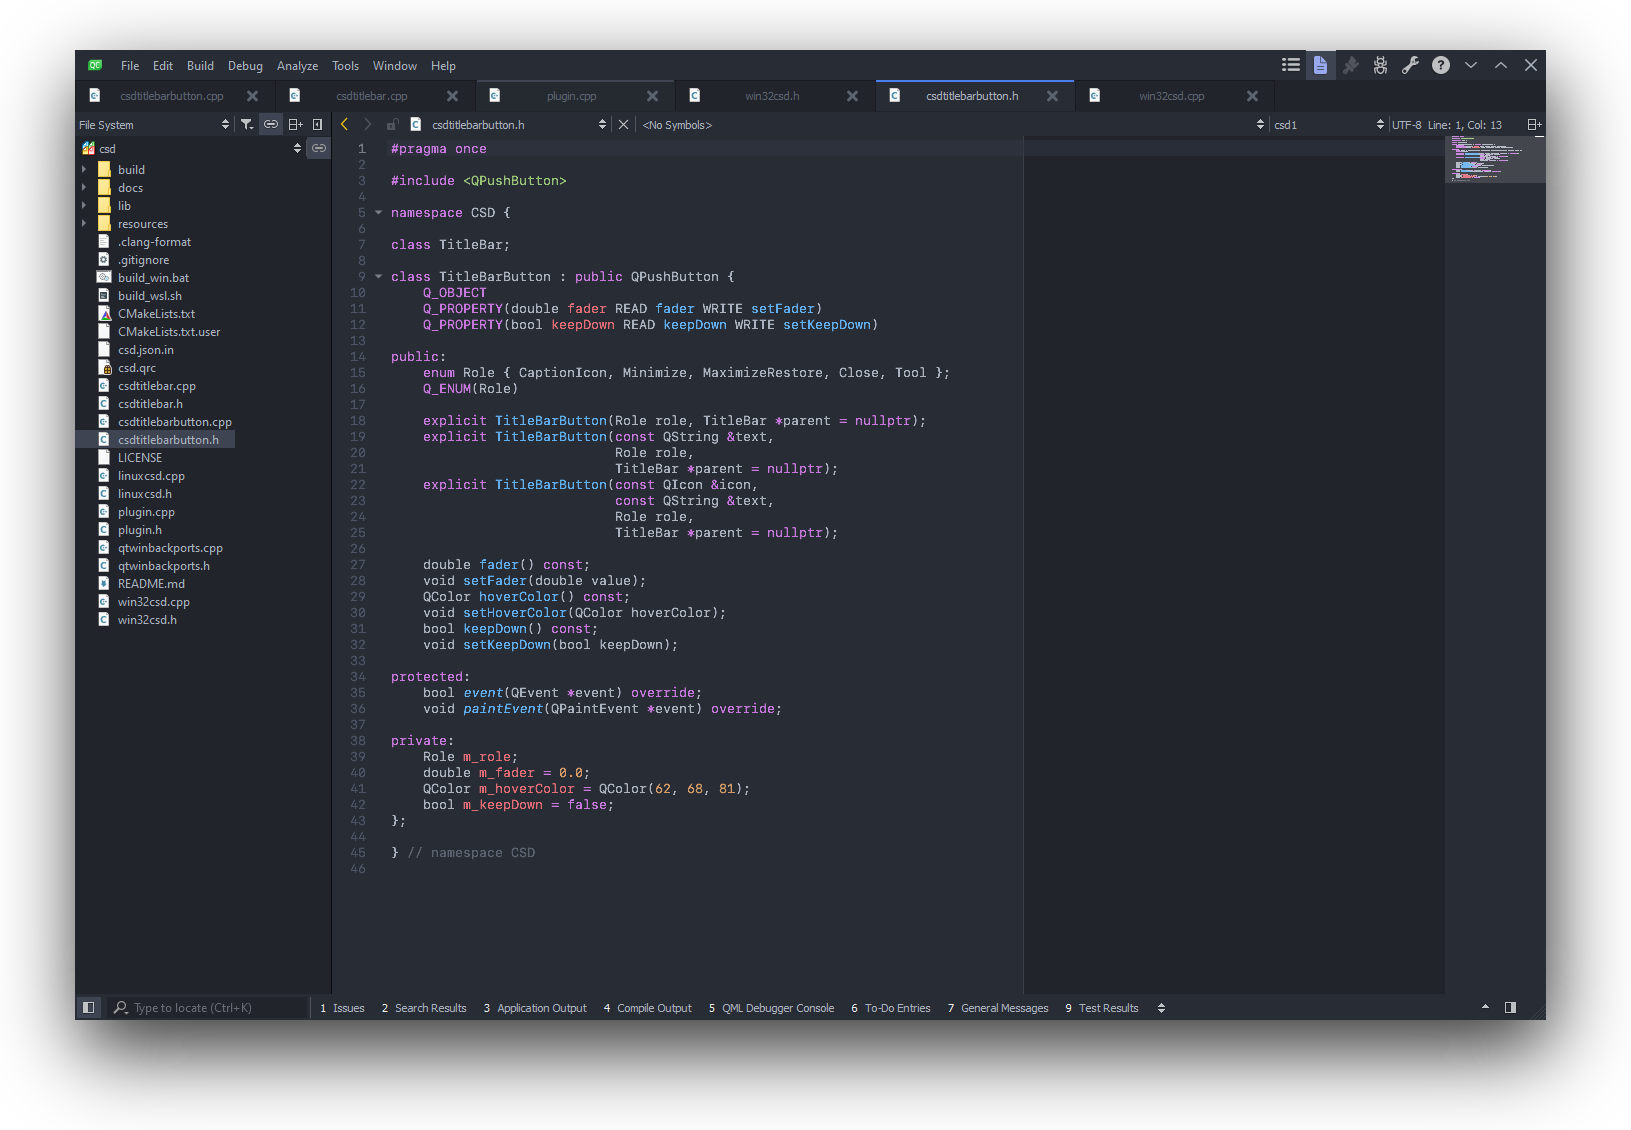 QC File Edit Build Debug Analyze Tools Window Help
csdtitlebarbutton.cpp csdtitlebar.cpp plugin.cpp win32csd.h csdtitlebarbutton.h win32csd.cpp
File System csdtitlebarbutton.h <No Symbols> csd1 UTF-8 Line: 1, Col: 13
csd
build
docs
lib
resources
.clang-format
.gitignore
build_win.bat
build_wsl.sh
CMakeLists.txt
CMakeLists.txt.user
csd.json.in
csd.qrc
csdtitlebar.cpp
csdtitlebar.h
csdtitlebarbutton.cpp
csdtitlebarbutton.h
LICENSE
linuxcsd.cpp
linuxcsd.h
plugin.cpp
plugin.h
qtwinbackports.cpp
qtwinbackports.h
README.md
win32csd.cpp
win32csd.h
1 #pragma once
2
3 #include <QPushButton>
4
5 namespace CSD {
6
7 class TitleBar;
8
9 class TitleBarButton : public QPushButton {
10     Q_OBJECT
11     Q_PROPERTY(double fader READ fader WRITE setFader)
12     Q_PROPERTY(bool keepDown READ keepDown WRITE setKeepDown)
13
14 public:
15     enum Role { CaptionIcon, Minimize, MaximizeRestore, Close, Tool };
16     Q_ENUM(Role)
17
18     explicit TitleBarButton(Role role, TitleBar *parent = nullptr);
19     explicit TitleBarButton(const QString &text,
20                             Role role,
21                             TitleBar *parent = nullptr);
22     explicit TitleBarButton(const QIcon &icon,
23                             const QString &text,
24                             Role role,
25                             TitleBar *parent = nullptr);
26
27     double fader() const;
28     void setFader(double value);
29     QColor hoverColor() const;
30     void setHoverColor(QColor hoverColor);
31     bool keepDown() const;
32     void setKeepDown(bool keepDown);
33
34 protected:
35     bool event(QEvent *event) override;
36     void paintEvent(QPaintEvent *event) override;
37
38 private:
39     Role m_role;
40     double m_fader = 0.0;
41     QColor m_hoverColor = QColor(62, 68, 81);
42     bool m_keepDown = false;
43 };
44
45 } // namespace CSD
46
Type to locate (Ctrl+K) 1 Issues 2 Search Results 3 Application Output 4 Compile Output 5 QML Debugger Console 6 To-Do Entries 7 General Messages 9 Test Results